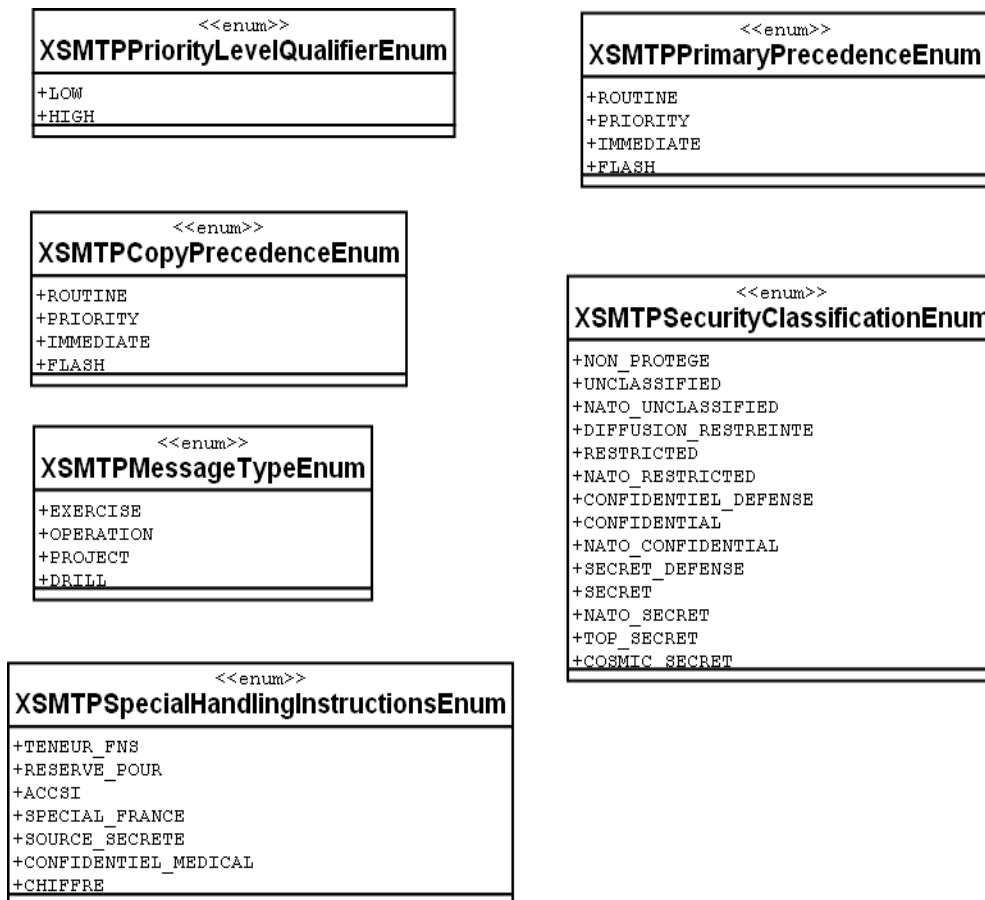 <<enum>>
XSMTPPriorityLevelQualifierEnum
+LOW
+HIGH
<<enum>>
XSMTPPrimaryPrecedenceEnum
+ROUTINE
+PRIORITY
+IMMEDIATE
+FLASH
<<enum>>
XSMTPCopyPrecedenceEnum
+ROUTINE
+PRIORITY
+IMMEDIATE
+FLASH
<<enum>>
XSMTPSecurityClassificationEnum
+NON_PROTEGE
+UNCLASSIFIED
+NATO_UNCLASSIFIED
+DIFFUSION_RESTREINTE
+RESTRICTED
+NATO_RESTRICTED
+CONFIDENTIEL_DEFENSE
+CONFIDENTIAL
+NATO_CONFIDENTIAL
+SECRET_DEFENSE
+SECRET
+NATO_SECRET
+TOP_SECRET
+COSMIC_SECRET
<<enum>>
XSMTPMessageTypeEnum
+EXERCISE
+OPERATION
+PROJECT
+DRILL
<<enum>>
XSMTPSpecialHandlingInstructionsEnum
+TENEUR_FNS
+RESERVE_POUR
+ACCSI
+SPECIAL_FRANCE
+SOURCE_SECRETE
+CONFIDENTIEL_MEDICAL
+CHIFFRE